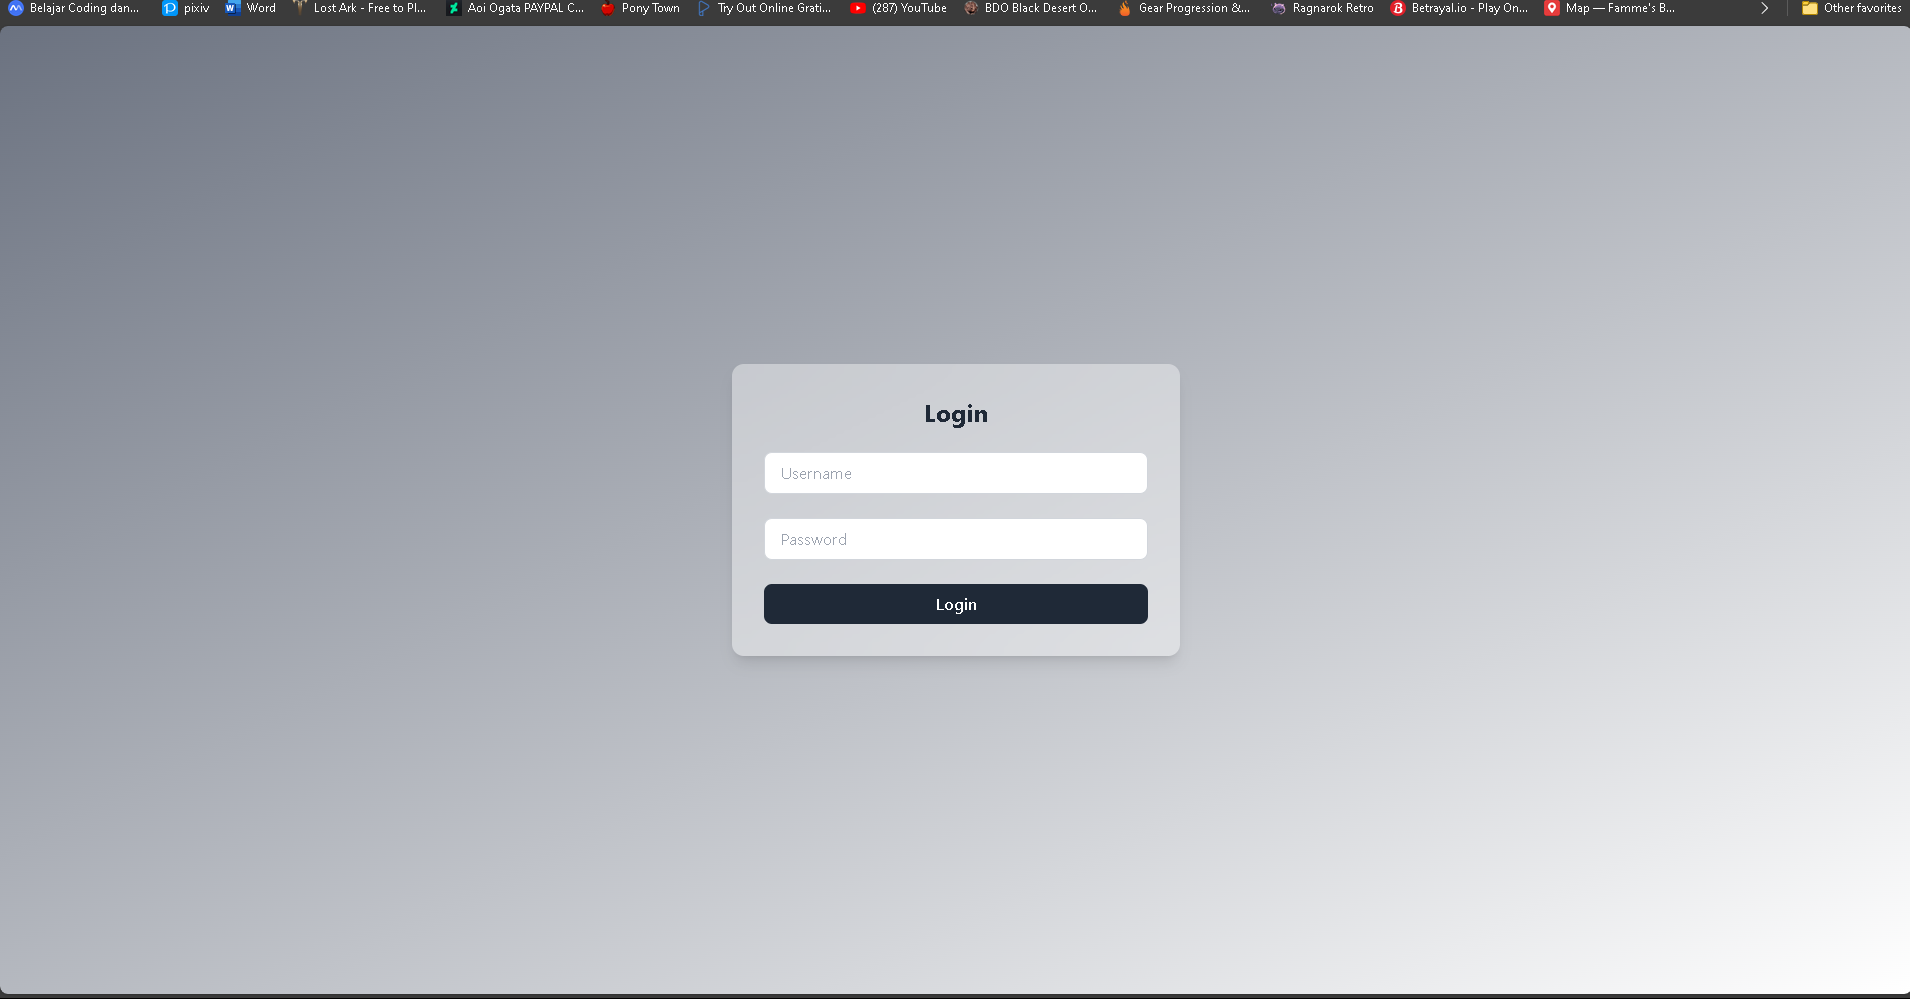 Belajar Coding dan... pixiv Word Lost Ark - Free to Pl... Aoi Ogata PAYPAL C... Pony Town Try Out Online Grati... (287) YouTube BDO Black Desert O... Gear Progression &... Ragnarok Retro Betrayal.io - Play On... Map — Famme's B... Other favorites
Login
Username
Password
Login